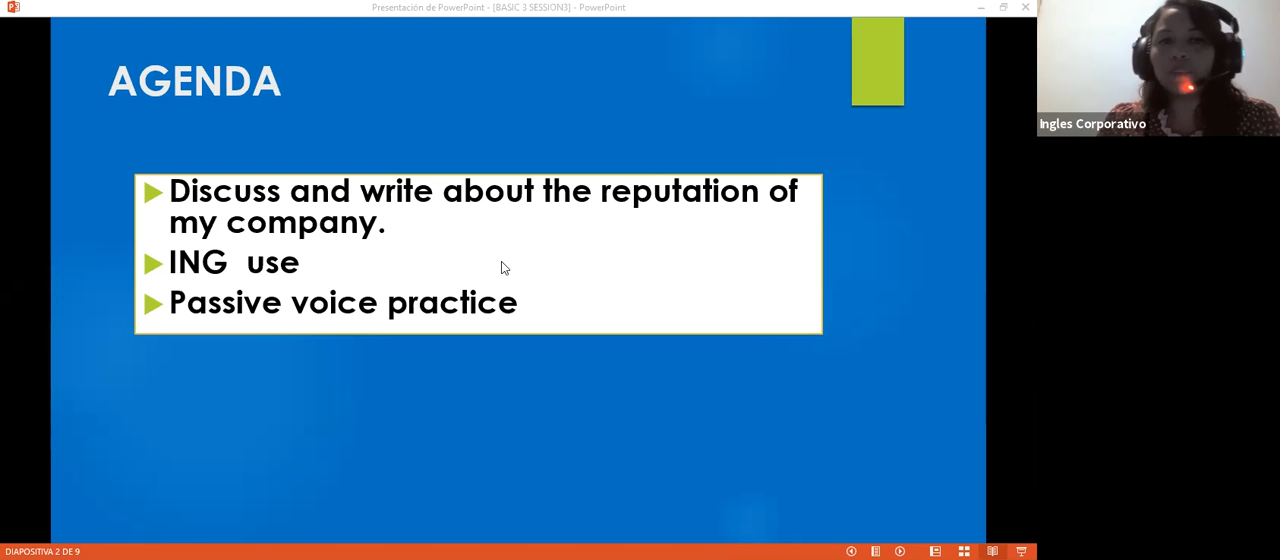 Presentación de PowerPoint - [BASIC 3 SESSION3] - PowerPoint
AGENDA
Discuss and write about the reputation of
my company.
ING use
Passive voice practice
Ingles Corporativo
DIAPOSITIVA 2 DE 9